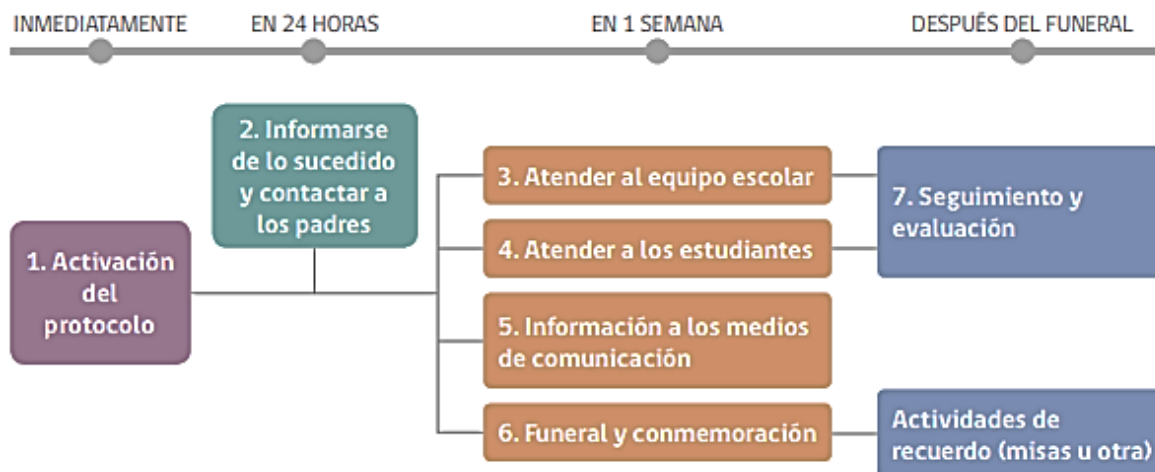 INMEDIATAMENTE
EN 24 HORAS
EN 1 SEMANA
DESPUÉS DEL FUNERAL
1. Activación
del
protocolo
2. Informarse
de lo sucedido
y contactar a
los padres
3. Atender al equipo escolar
4. Atender a los estudiantes
5. Información a los medios
de comunicación
6. Funeral y conmemoración
7. Seguimiento y
evaluación
Actividades de
recuerdo (misas u otra)